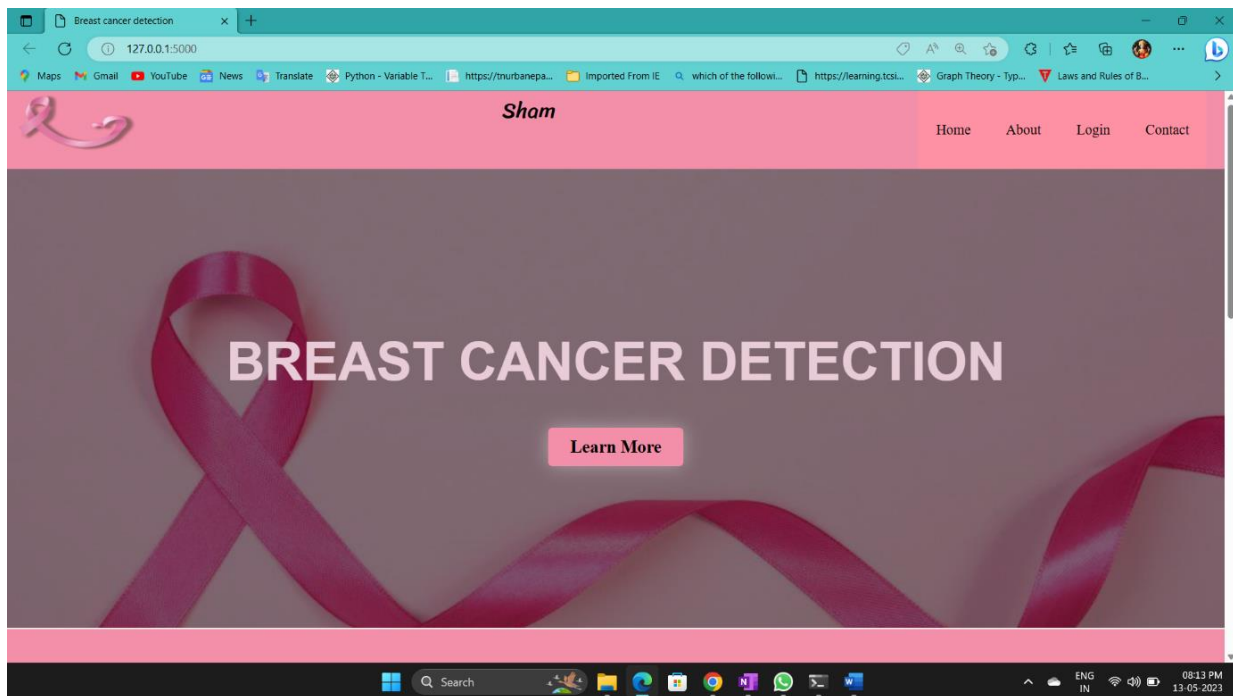 Breast cancer detection
127.0.0.1:5000
Maps Gmail YouTube News Translate Python - Variable T... https://tnurbanepa... Imported From IE which of the followi... https://learning.tcsi... Graph Theory - Typ... Laws and Rules of B...
Sham
Home About Login Contact
BREAST CANCER DETECTION
Learn More
Search
ENG 08:13 PM
IN 13-05-2023